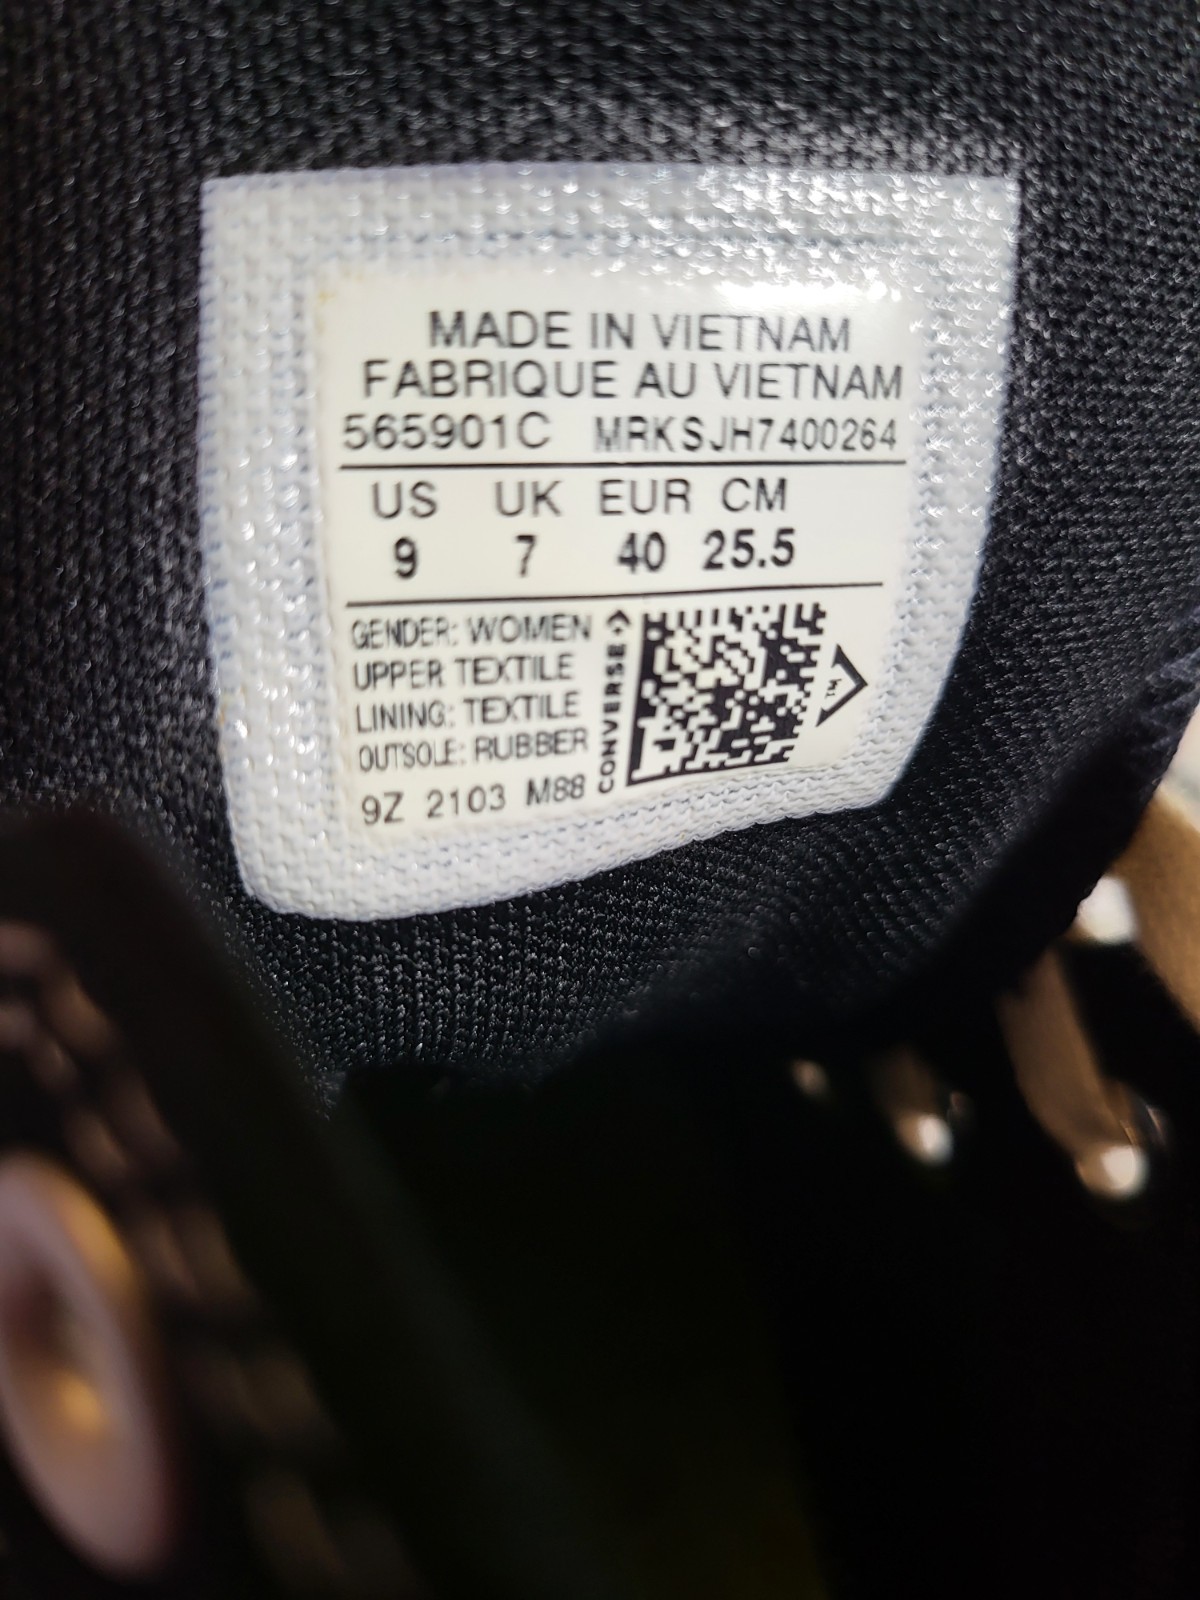 MADE IN VIETNAM
FABRIQUE AU VIETNAM
565901C MRKSJH7400264
US UK EUR CM
9 7 40 25.5
GENDER: WOMEN
UPPER TEXTILE
LINING: TEXTILE
OUTSOLE: RUBBER
9Z 2103 M88
CONVERSE